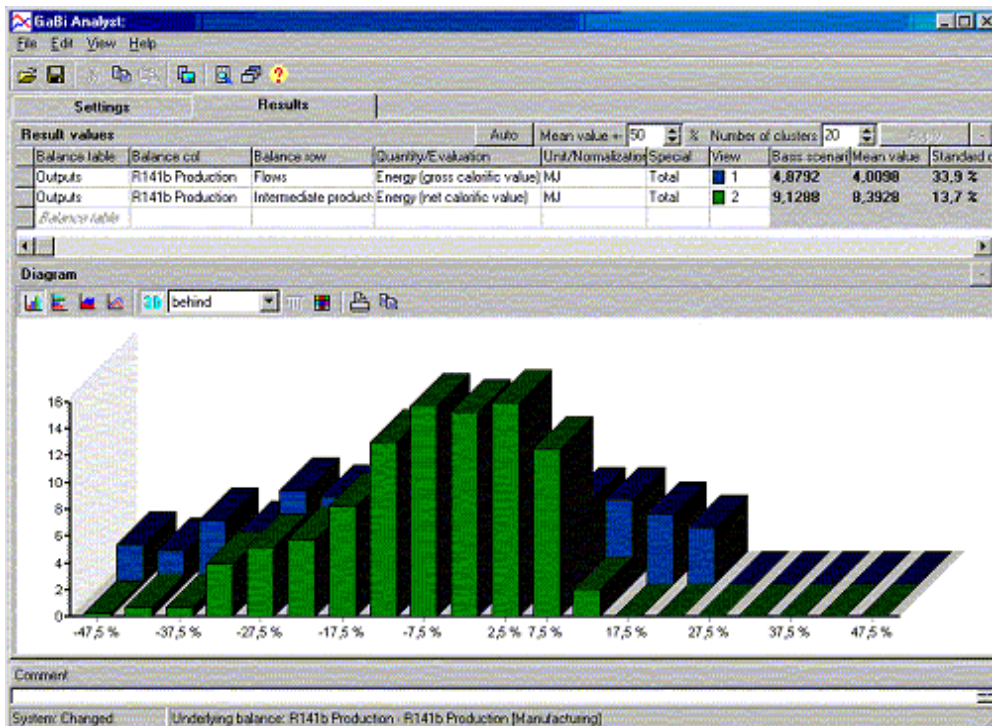 GaBi Analyst:
File Edit View Help
Settings Results
Result values Auto Mean value +- 50 % Number of clusters 20
Balance table Balance col Balance row Quantity/Evaluation Unit/Normalization Special View Bass scenari Mean value Standard d
Outputs R141b Production Flows Energy (gross calorific value) MJ Total 1 4,8792 4,0098 33,9 %
Outputs R141b Production Intermediate product: Energy (net calorific value) MJ Total 2 9,1288 8,3928 13,7 %
Balance table
Diagram
3D behind
16
14
12
10
8
6
4
2
0
-47,5 % -37,5 % -27,5 % -17,5 % -7,5 % 2,5 % 7,5 % 17,5 % 27,5 % 37,5 % 47,5 %
Comment
System: Changed Underlying balance: R141b Production - R141b Production [Manufacturing]